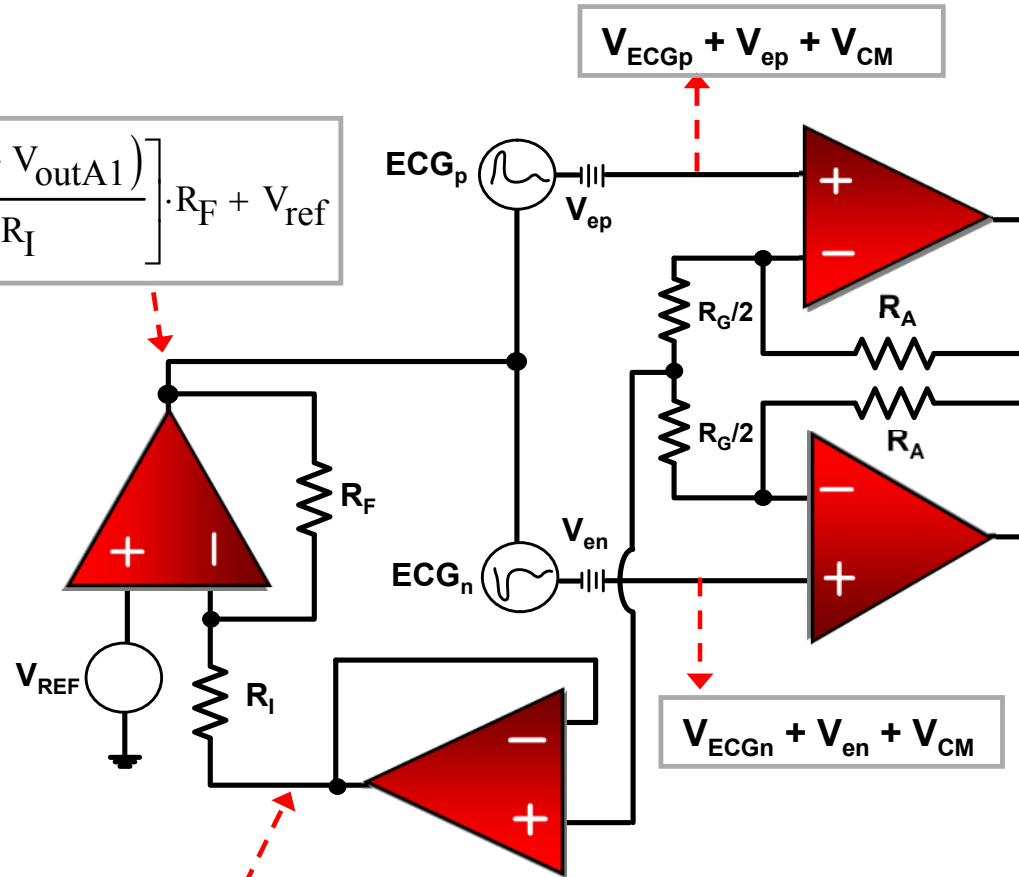 V_ECGp + V_ep + V_CM
V_outA1)
R_I
] · R_F + V_ref
ECG_p
V_ep
+
−
R_G/2
R_A
R_G/2
R_A
−
+
R_F
V_en
ECG_n
+ −
V_REF
R_I
−
+
V_ECGn + V_en + V_CM